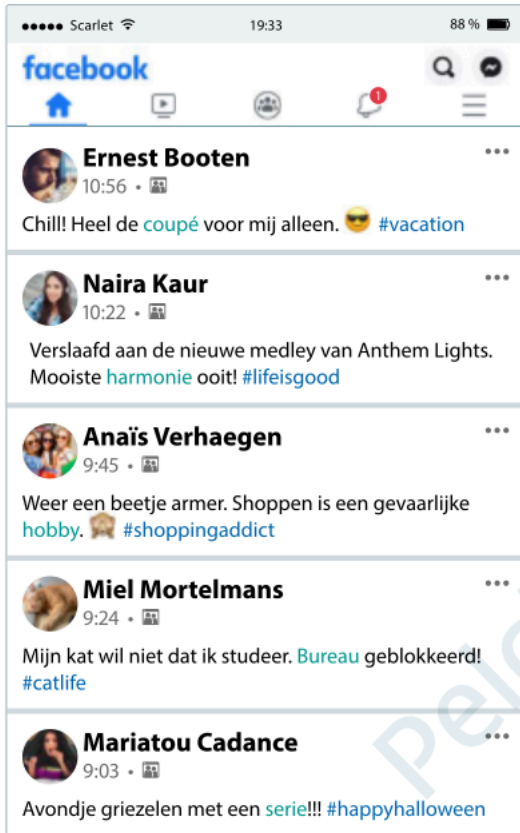 Scarlet 19:33 88 %
facebook
1
Ernest Booten
10:56 •
Chill! Heel de coupé voor mij alleen. 😎 #vacation
Naira Kaur
10:22 •
Verslaafd aan de nieuwe medley van Anthem Lights.
Mooiste harmonie ooit! #lifeisgood
Anaïs Verhaegen
9:45 •
Weer een beetje armer. Shoppen is een gevaarlijke
hobby. 🙈 #shoppingaddict
Miel Mortelmans
9:24 •
Mijn kat wil niet dat ik studeer. Bureau geblokkeerd!
#catlife
Mariatou Cadance
9:03 •
Avondje griezelen met een serie!!! #happyhalloween